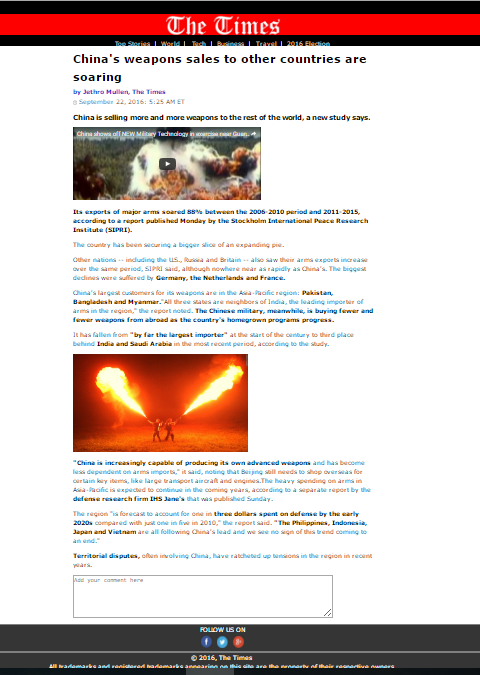 The Times
Top Stories | World | Tech | Business | Travel | 2016 Election
China's weapons sales to other countries are
soaring
by Jethro Mullen, The Times
September 22, 2016: 5:25 AM ET
China is selling more and more weapons to the rest of the world, a new study says.
China shows off NEW Military Technology in exercise near Guan...
Its exports of major arms soared 88% between the 2006-2010 period and 2011-2015,
according to a report published Monday by the Stockholm International Peace Research
Institute (SIPRI).
The country has been securing a bigger slice of an expanding pie.
Other nations -- including the U.S., Russia and Britain -- also saw their arms exports increase
over the same period, SIPRI said, although nowhere near as rapidly as China's. The biggest
declines were suffered by Germany, the Netherlands and France.
China's largest customers for its weapons are in the Asia-Pacific region: Pakistan,
Bangladesh and Myanmar."All three states are neighbors of India, the leading importer of
arms in the region," the report noted. The Chinese military, meanwhile, is buying fewer and
fewer weapons from abroad as the country's homegrown programs progress.
It has fallen from "by far the largest importer" at the start of the century to third place
behind India and Saudi Arabia in the most recent period, according to the study.
"China is increasingly capable of producing its own advanced weapons and has become
less dependent on arms imports," it said, noting that Beijing still needs to shop overseas for
certain key items, like large transport aircraft and engines.The heavy spending on arms in
Asia-Pacific is expected to continue in the coming years, according to a separate report by the
defense research firm IHS Jane's that was published Sunday.
The region "is forecast to account for one in three dollars spent on defense by the early
2020s compared with just one in five in 2010," the report said. "The Philippines, Indonesia,
Japan and Vietnam are all following China's lead and we see no sign of this trend coming to
an end."
Territorial disputes, often involving China, have ratcheted up tensions in the region in recent
years.
Add your comment here
FOLLOW US ON
© 2016, The Times
All trademarks and registered trademarks appearing on this site are the property of their respective owners